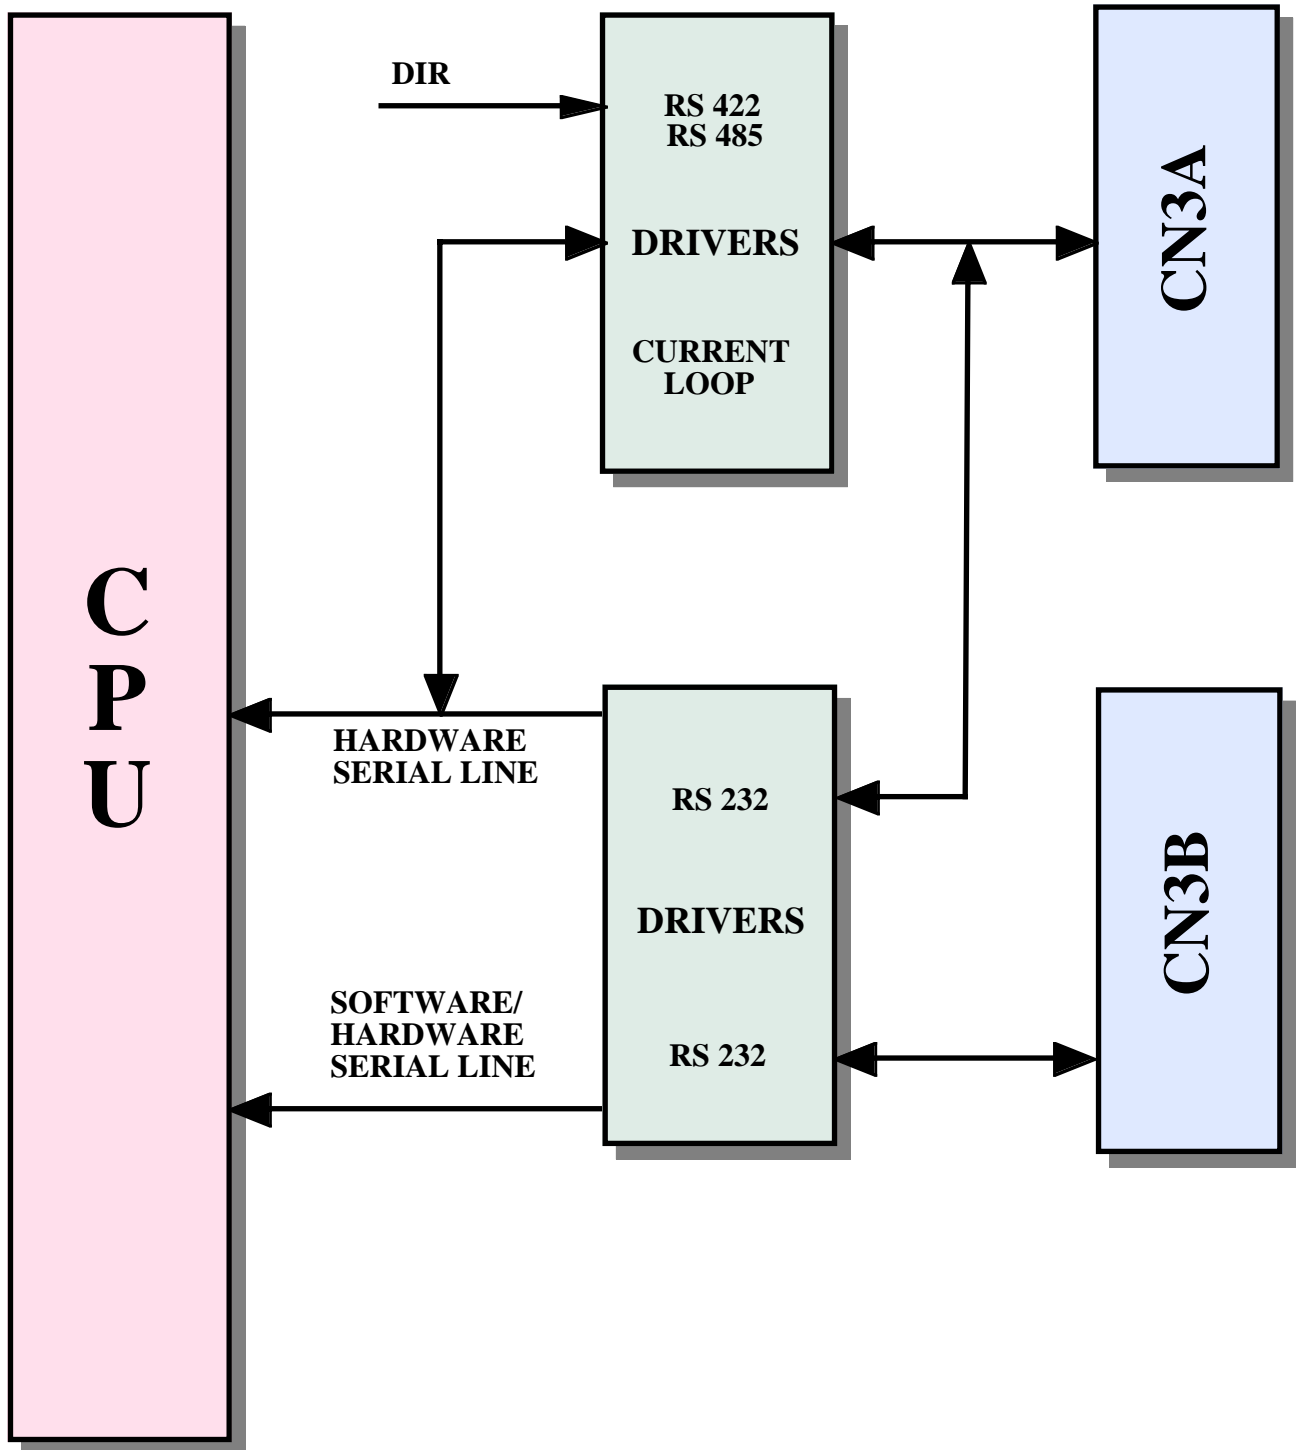 DIR
RS 422
RS 485
DRIVERS
CURRENT
LOOP
CN3A
C
P
U
HARDWARE
SERIAL LINE
RS 232
DRIVERS
RS 232
SOFTWARE/
HARDWARE
SERIAL LINE
CN3B